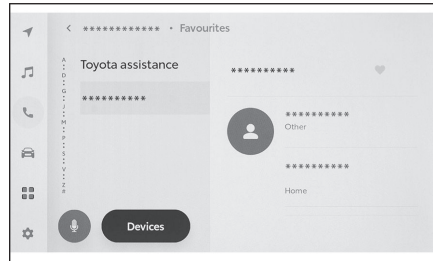 < ************ • Favourites
A
•
D
•
G
•
J
•
M
•
P
•
S
•
V
•
Z
#
Toyota assistance
**********
**********
**********
Other
**********
Home
Devices